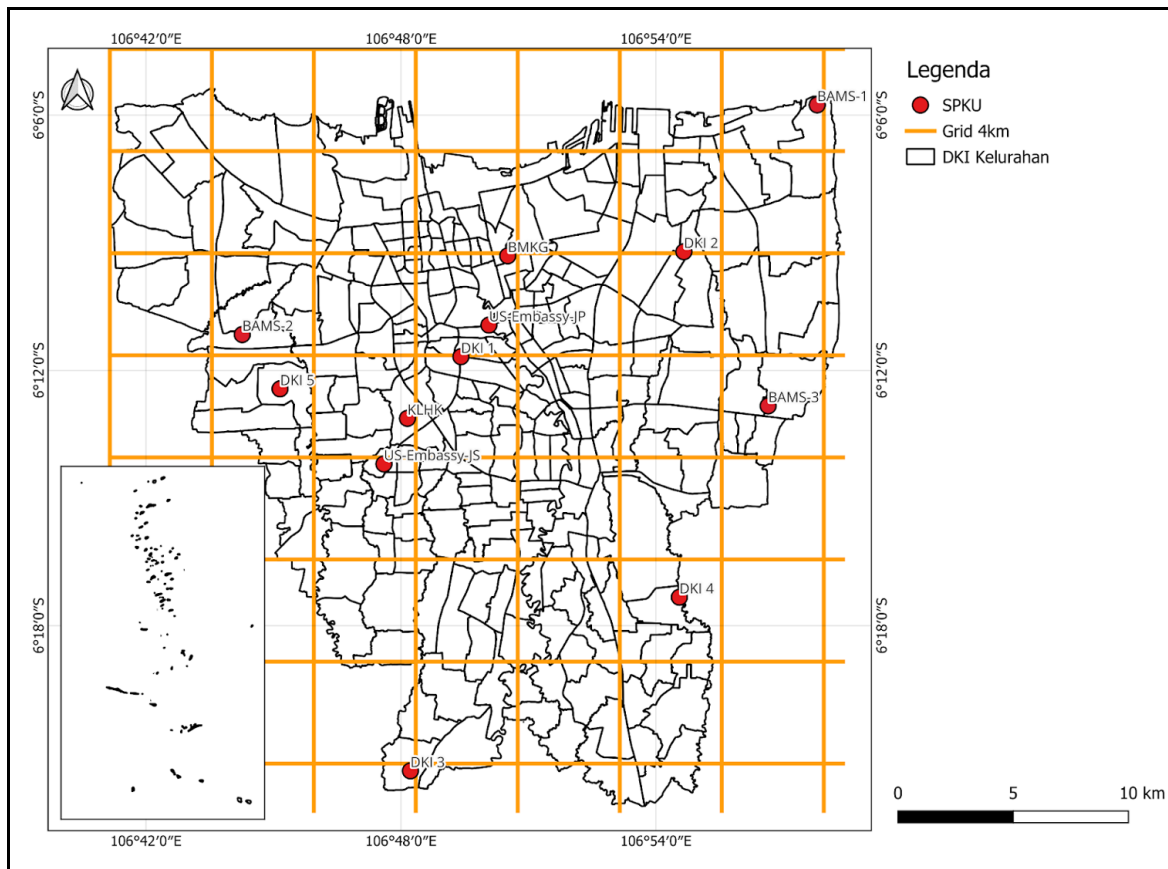 106°42′0″E 106°48′0″E 106°54′0″E
Legenda
SPKU
Grid 4km
DKI Kelurahan
BAMS-1
6°6′0″S 6°6′0″S
BMKG
DKI 2
US-Embassy-JP
BAMS-2
DKI 1
6°12′0″S 6°12′0″S
DKI 5
BAMS-3
KLHK
US-Embassy-JS
DKI 4
6°18′0″S 6°18′0″S
DKI 3
0 5 10 km
106°42′0″E 106°48′0″E 106°54′0″E